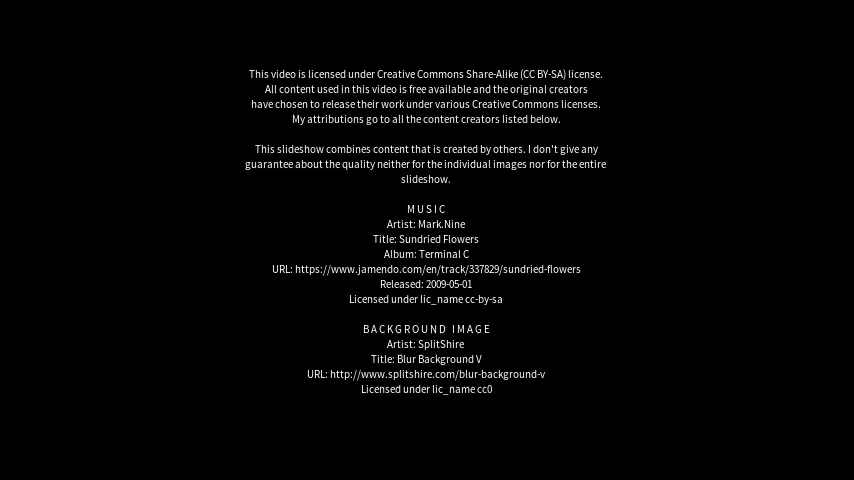 This video is licensed under Creative Commons Share-Alike (CC BY-SA) license.
All content used in this video is free available and the original creators
have chosen to release their work under various Creative Commons licenses.
My attributions go to all the content creators listed below.
This slideshow combines content that is created by others. I don't give any
guarantee about the quality neither for the individual images nor for the entire
slideshow.
MUSIC
Artist: Mark.Nine
Title: Sundried Flowers
Album: Terminal C
URL: https://www.jamendo.com/en/track/337829/sundried-flowers
Released: 2009-05-01
Licensed under lic_name cc-by-sa
BACKGROUND IMAGE
Artist: SplitShire
Title: Blur Background V
URL: http://www.splitshire.com/blur-background-v
Licensed under lic_name cc0